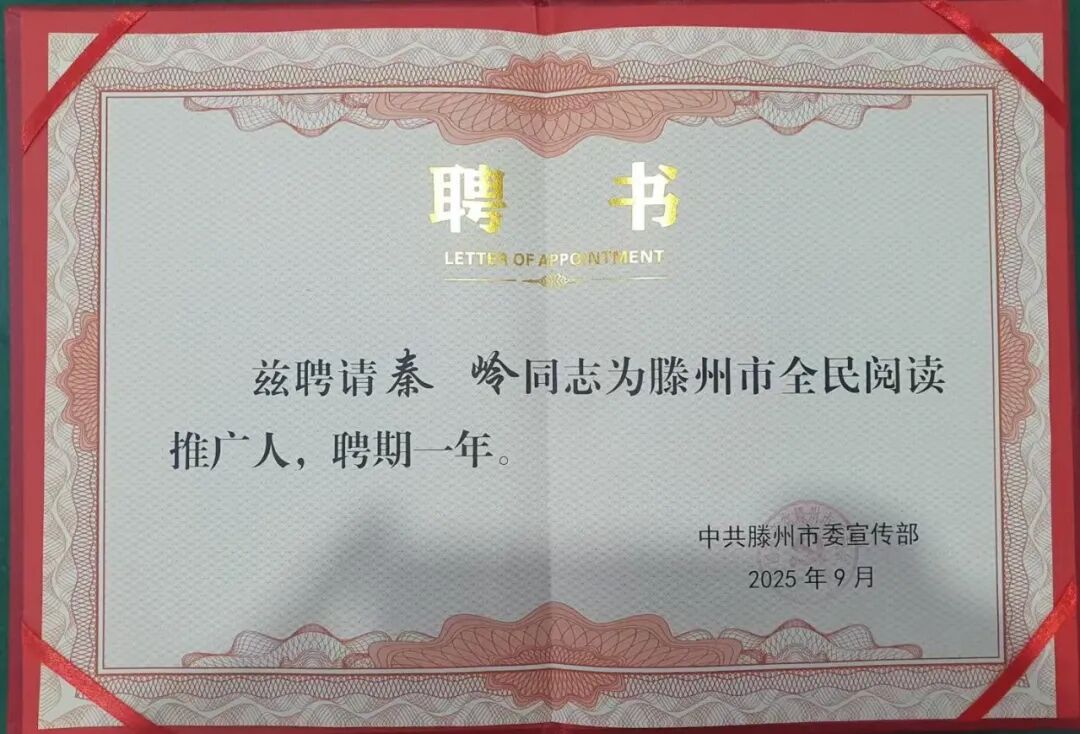 聘 书
LETTER OF APPOINTMENT
兹聘请秦 岭同志为滕州市全民阅读
推广人，聘期一年。
中共滕州市委宣传部
2025年9月